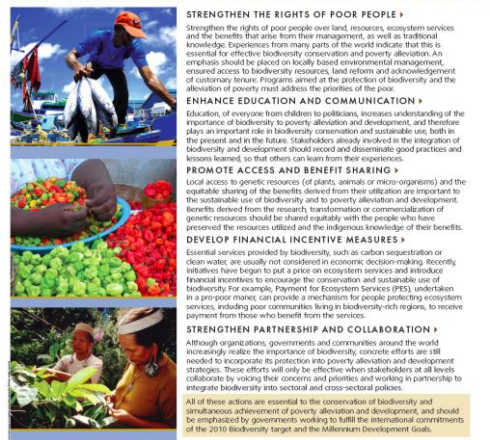 STRENGTHEN THE RIGHTS OF POOR PEOPLE ▸
Strengthen the rights of poor people over land, resources, ecosystem services
and the benefits that arise from their management, as well as traditional
knowledge. Experiences from many parts of the world indicate that this is
essential for effective biodiversity conservation and poverty alleviation. An
emphasis should be placed on locally based environmental management,
ensured access to biodiversity resources, land reform and acknowledgement
of customary tenure. Programs aimed at the protection of biodiversity and the
alleviation of poverty must address the priorities of the poor.
ENHANCE EDUCATION AND COMMUNICATION ▸
Education, of everyone from children to politicians, increases understanding of the
importance of biodiversity to poverty alleviation and development, and therefore
plays an important role in biodiversity conservation and sustainable use, both in
the present and in the future. Stakeholders already involved in the integration of
biodiversity and development should record and disseminate good practices and
lessons learned, so that others can learn from their experiences.
PROMOTE ACCESS AND BENEFIT SHARING ▸
Local access to genetic resources (of plants, animals or micro-organisms) and the
equitable sharing of the benefits derived from their utilization are important to
the sustainable use of biodiversity and to poverty alleviation and development.
Benefits derived from the research, transformation or commercialization of
genetic resources should be shared equitably with the people who have
preserved the resources utilized and the indigenous knowledge of their benefits.
DEVELOP FINANCIAL INCENTIVE MEASURES ▸
Essential services provided by biodiversity, such as carbon sequestration or
clean water, are usually not considered in economic decision-making. Recently,
initiatives have begun to put a price on ecosystem services and introduce
financial incentives to encourage the conservation and sustainable use of
biodiversity. For example, Payment for Ecosystem Services (PES), undertaken
in a pro-poor maner, can provide a mechanism for people protecting ecosystem
services, including poor communities living in biodiversity-rich regions, to receive
payment from those who benefit from the services.
STRENGTHEN PARTNERSHIP AND COLLABORATION ▸
Although organizations, governments and communities around the world
increasingly realize the importance of biodiversity, concrete efforts are still
needed to incorporate its protection into poverty alleviation and development
strategies. These efforts will only be effective when stakeholders at all levels
collaborate by voicing their concerns and priorities and working in partnership to
integrate biodiversity into sectoral and cross-sectoral policies.
All of these actions are essential to the conservation of biodiversity and
simultaneous achievement of poverty alleviation and development, and should
be emphasized by governments working to fulfill the international commitments
of the 2010 Biodiversity target and the Millennium Development Goals.